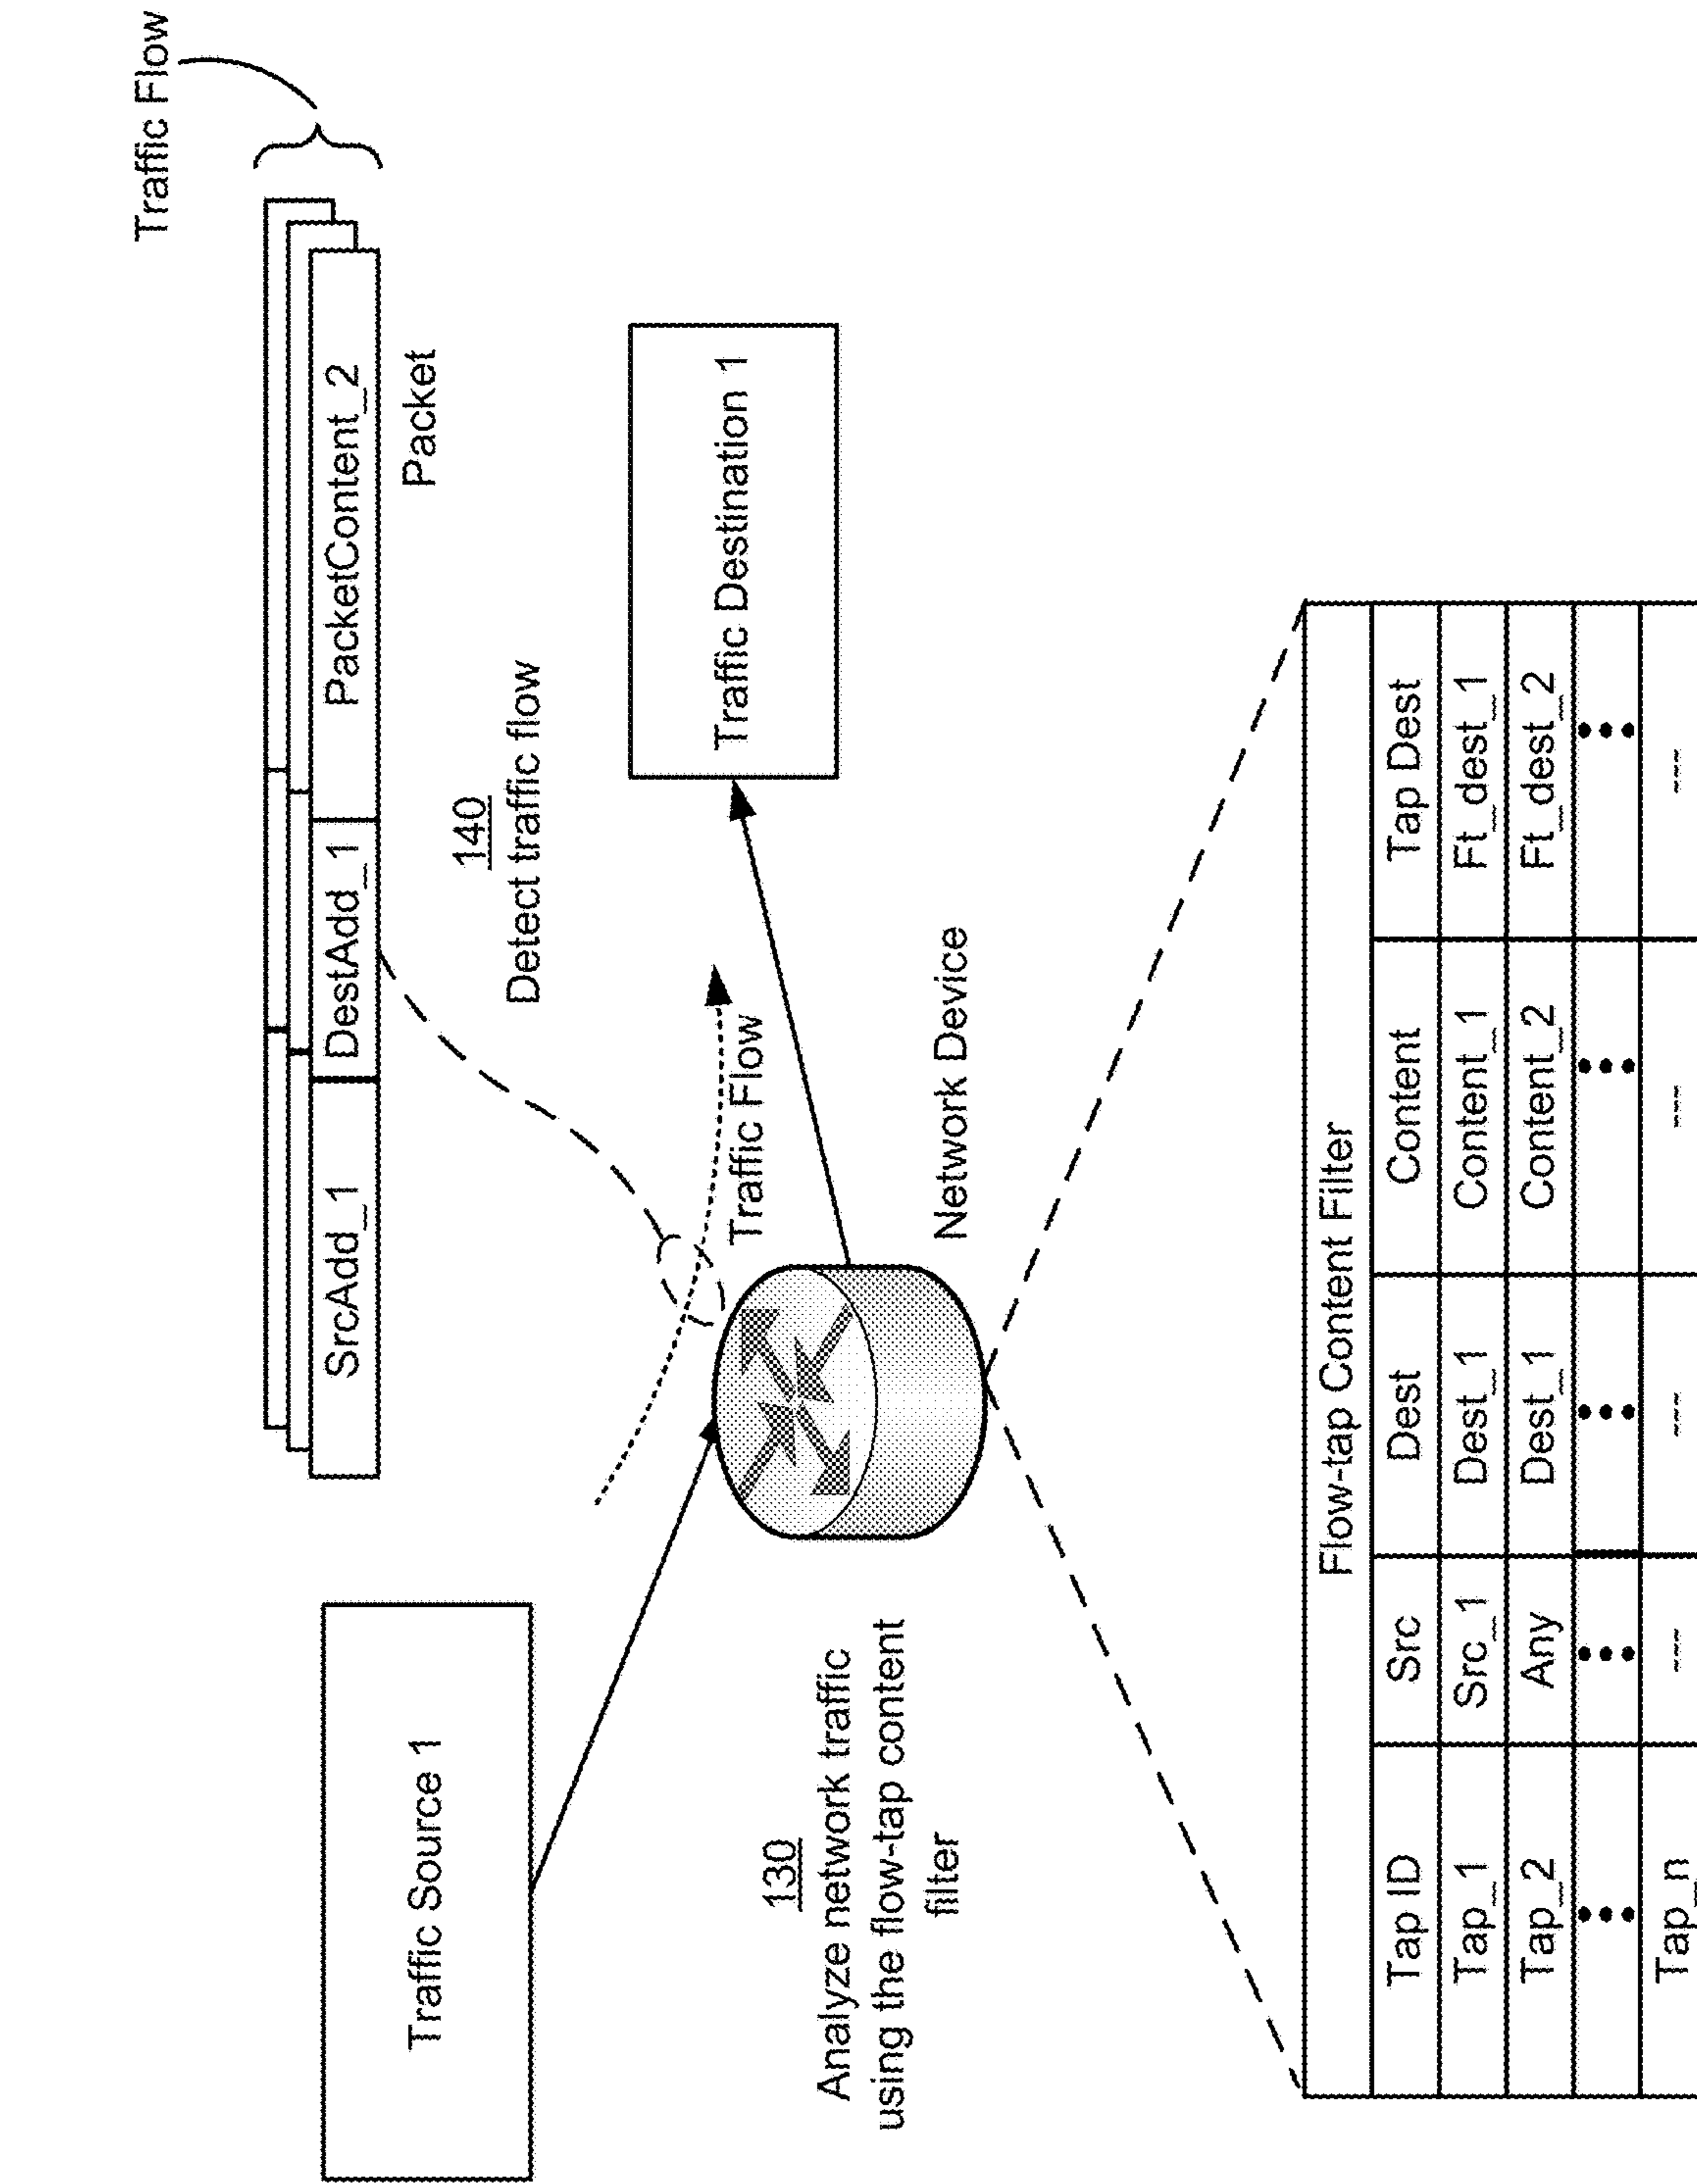 Traffic Flow
SrcAdd_1 DestAdd_1 PacketContent_2
Packet
140
Detect traffic flow
Traffic Source 1
Traffic Destination 1
Traffic Flow
Network Device
130
Analyze network traffic
using the flow-tap content
filter
Flow-tap Content Filter
Tap ID Src Dest Content Tap Dest
Tap_1 Src_1 Dest_1 Content_1 Ft_dest_1
Tap_2 Any Dest_1 Content_2 Ft_dest_2
••• ••• ••• ••• •••
Tap_n --- --- --- ---